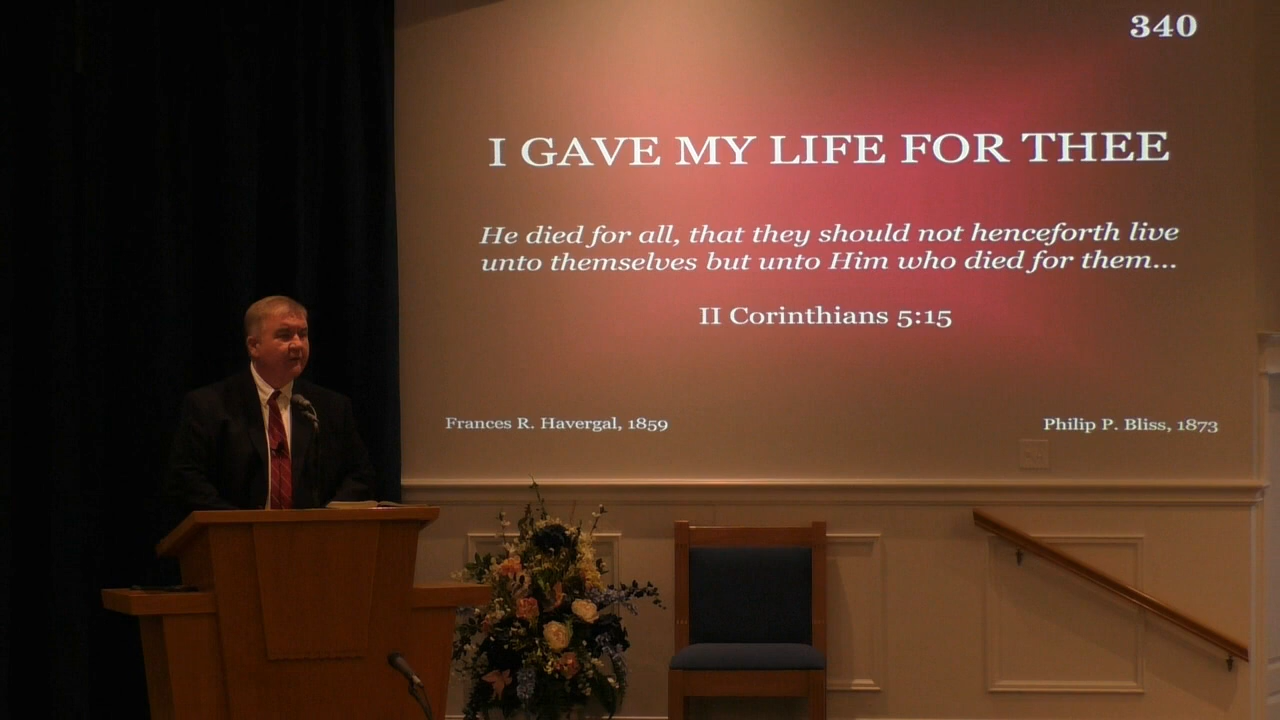 340
I GAVE MY LIFE FOR THEE
He died for all, that they should not henceforth live
unto themselves but unto Him who died for them...
II Corinthians 5:15
Frances R. Havergal, 1859
Philip P. Bliss, 1873